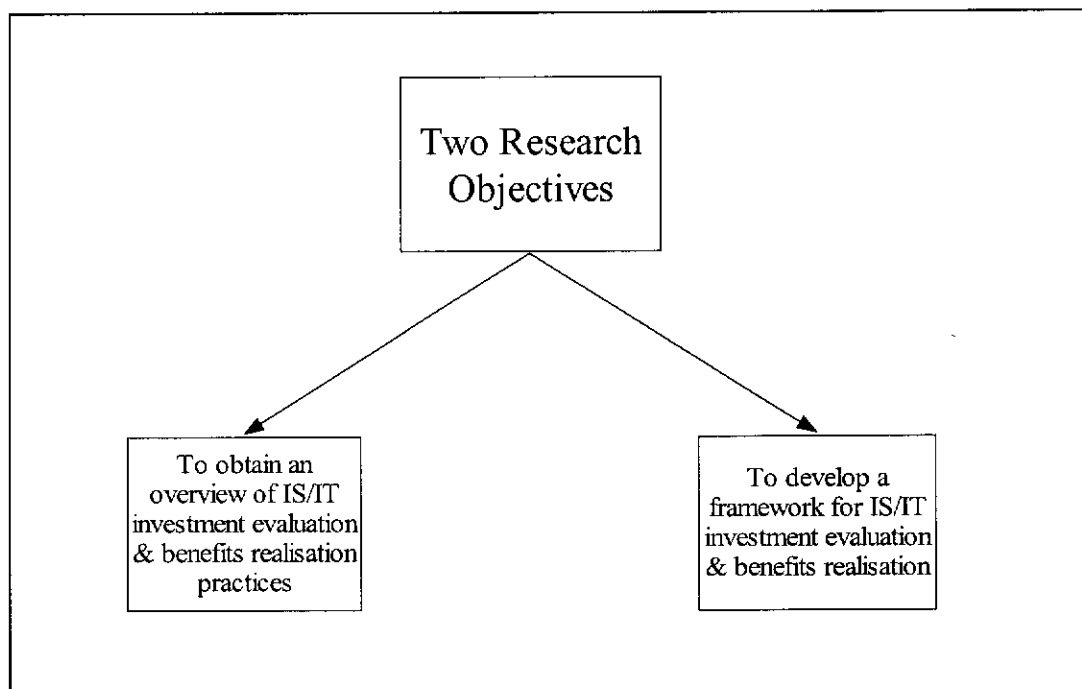 Two Research
Objectives
To obtain an
overview of IS/IT
investment evaluation
& benefits realisation
practices
To develop a
framework for IS/IT
investment evaluation
& benefits realisation